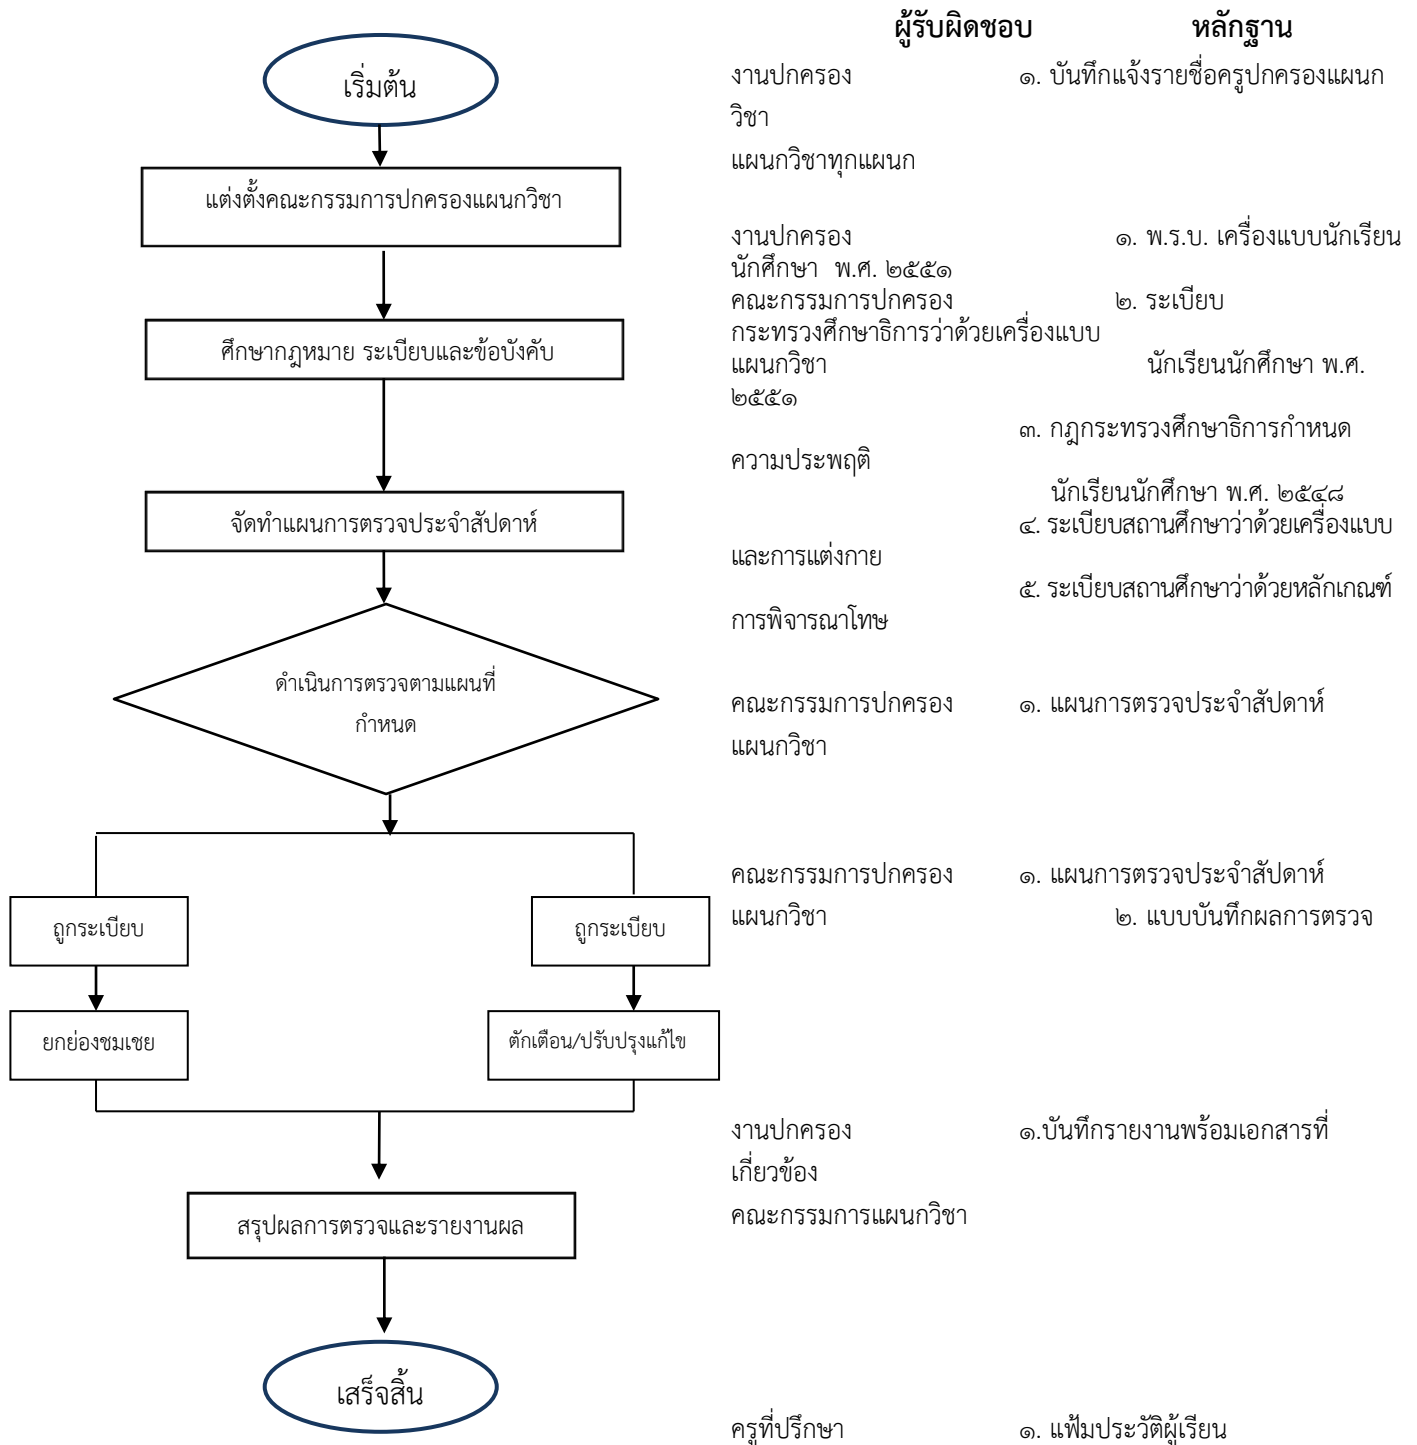 ผู้รับผิดชอบ หลักฐาน
เริ่มต้น
แต่งตั้งคณะกรรมการปกครองแผนกวิชา
ศึกษากฎหมาย ระเบียบและข้อบังคับ
จัดทำแผนการตรวจประจำสัปดาห์
ดำเนินการตรวจตามแผนที่
กำหนด
ถูกระเบียบ
ถูกระเบียบ
ยกย่องชมเชย
ตักเตือน/ปรับปรุงแก้ไข
สรุปผลการตรวจและรายงานผล
เสร็จสิ้น
งานปกครอง ๑. บันทึกแจ้งรายชื่อครูปกครองแผนก
วิชา
แผนกวิชาทุกแผนก
งานปกครอง ๑. พ.ร.บ. เครื่องแบบนักเรียน
นักศึกษา พ.ศ. ๒๕๕๑
คณะกรรมการปกครอง ๒. ระเบียบ
กระทรวงศึกษาธิการว่าด้วยเครื่องแบบ
แผนกวิชา นักเรียนนักศึกษา พ.ศ.
๒๕๕๑
๓. กฎกระทรวงศึกษาธิการกำหนด
ความประพฤติ
นักเรียนนักศึกษา พ.ศ. ๒๕๔๘
๔. ระเบียบสถานศึกษาว่าด้วยเครื่องแบบ
และการแต่งกาย
๕. ระเบียบสถานศึกษาว่าด้วยหลักเกณฑ์
การพิจารณาโทษ
คณะกรรมการปกครอง ๑. แผนการตรวจประจำสัปดาห์
แผนกวิชา
คณะกรรมการปกครอง ๑. แผนการตรวจประจำสัปดาห์
แผนกวิชา ๒. แบบบันทึกผลการตรวจ
งานปกครอง ๑.บันทึกรายงานพร้อมเอกสารที่
เกี่ยวข้อง
คณะกรรมการแผนกวิชา
ครูที่ปรึกษา ๑. แฟ้มประวัติผู้เรียน